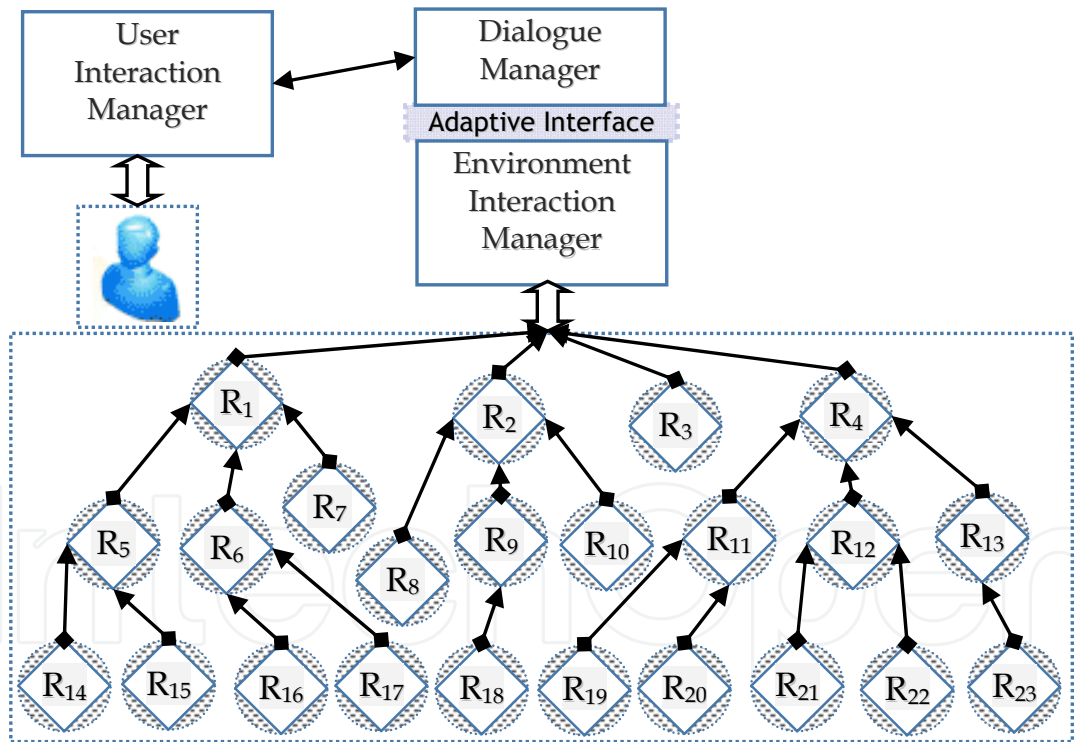 User
Interaction
Manager
Dialogue
Manager
Adaptive Interface
Environment
Interaction
Manager
R1
R2
R3
R4
R5
R6
R7
R8
R9
R10
R11
R12
R13
R14
R15
R16
R17
R18
R19
R20
R21
R22
R23